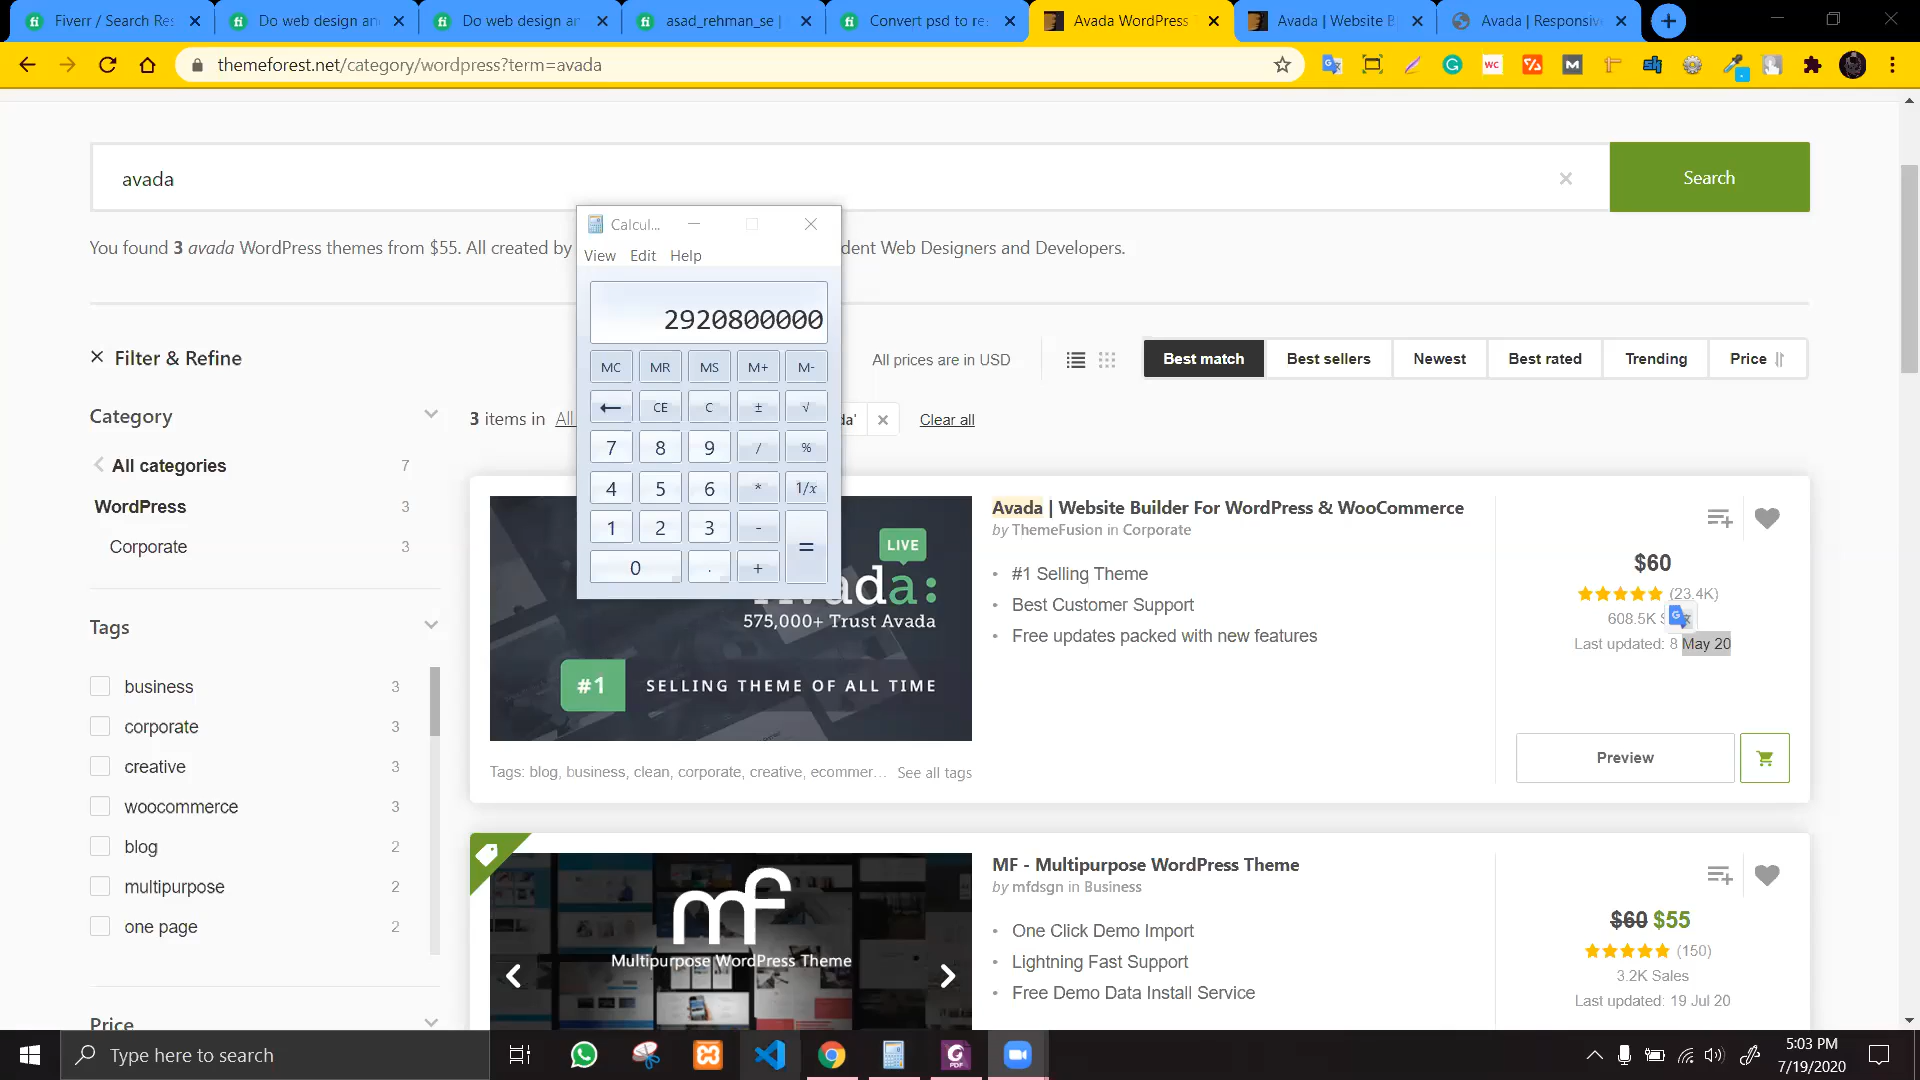 Fiverr / Search Res
Do web design an
Do web design an
asad_rehman_se |
Convert psd to re
Avada WordPress T
Avada | Website B
Avada | Responsiv
themeforest.net/category/wordpress?term=avada
avada
Search
You found 3 avada WordPress themes from $55. All created by
dent Web Designers and Developers.
Calcul...
View Edit Help
2920800000
MC MR MS M+ M-
← CE C ± √
7 8 9 / %
4 5 6 * 1/x
1 2 3 - =
0 . +
Filter & Refine
All prices are in USD
Best match
Best sellers
Newest
Best rated
Trending
Price
Category
3 items in All
da'
Clear all
All categories 7
WordPress 3
Corporate 3
Tags
business 3
corporate 3
creative 3
woocommerce 3
blog 2
multipurpose 2
one page 2
Price
LIVE
Avada:
575,000+ Trust Avada
#1 SELLING THEME OF ALL TIME
Tags: blog, business, clean, corporate, creative, ecommer... See all tags
Avada | Website Builder For WordPress & WooCommerce
by ThemeFusion in Corporate
• #1 Selling Theme
• Best Customer Support
• Free updates packed with new features
$60
(23.4K)
608.5K
Last updated: 8 May 20
Preview
mf
Multipurpose WordPress Theme
MF - Multipurpose WordPress Theme
by mfdsgn in Business
• One Click Demo Import
• Lightning Fast Support
• Free Demo Data Install Service
$60 $55
(150)
3.2K Sales
Last updated: 19 Jul 20
Type here to search
5:03 PM
7/19/2020